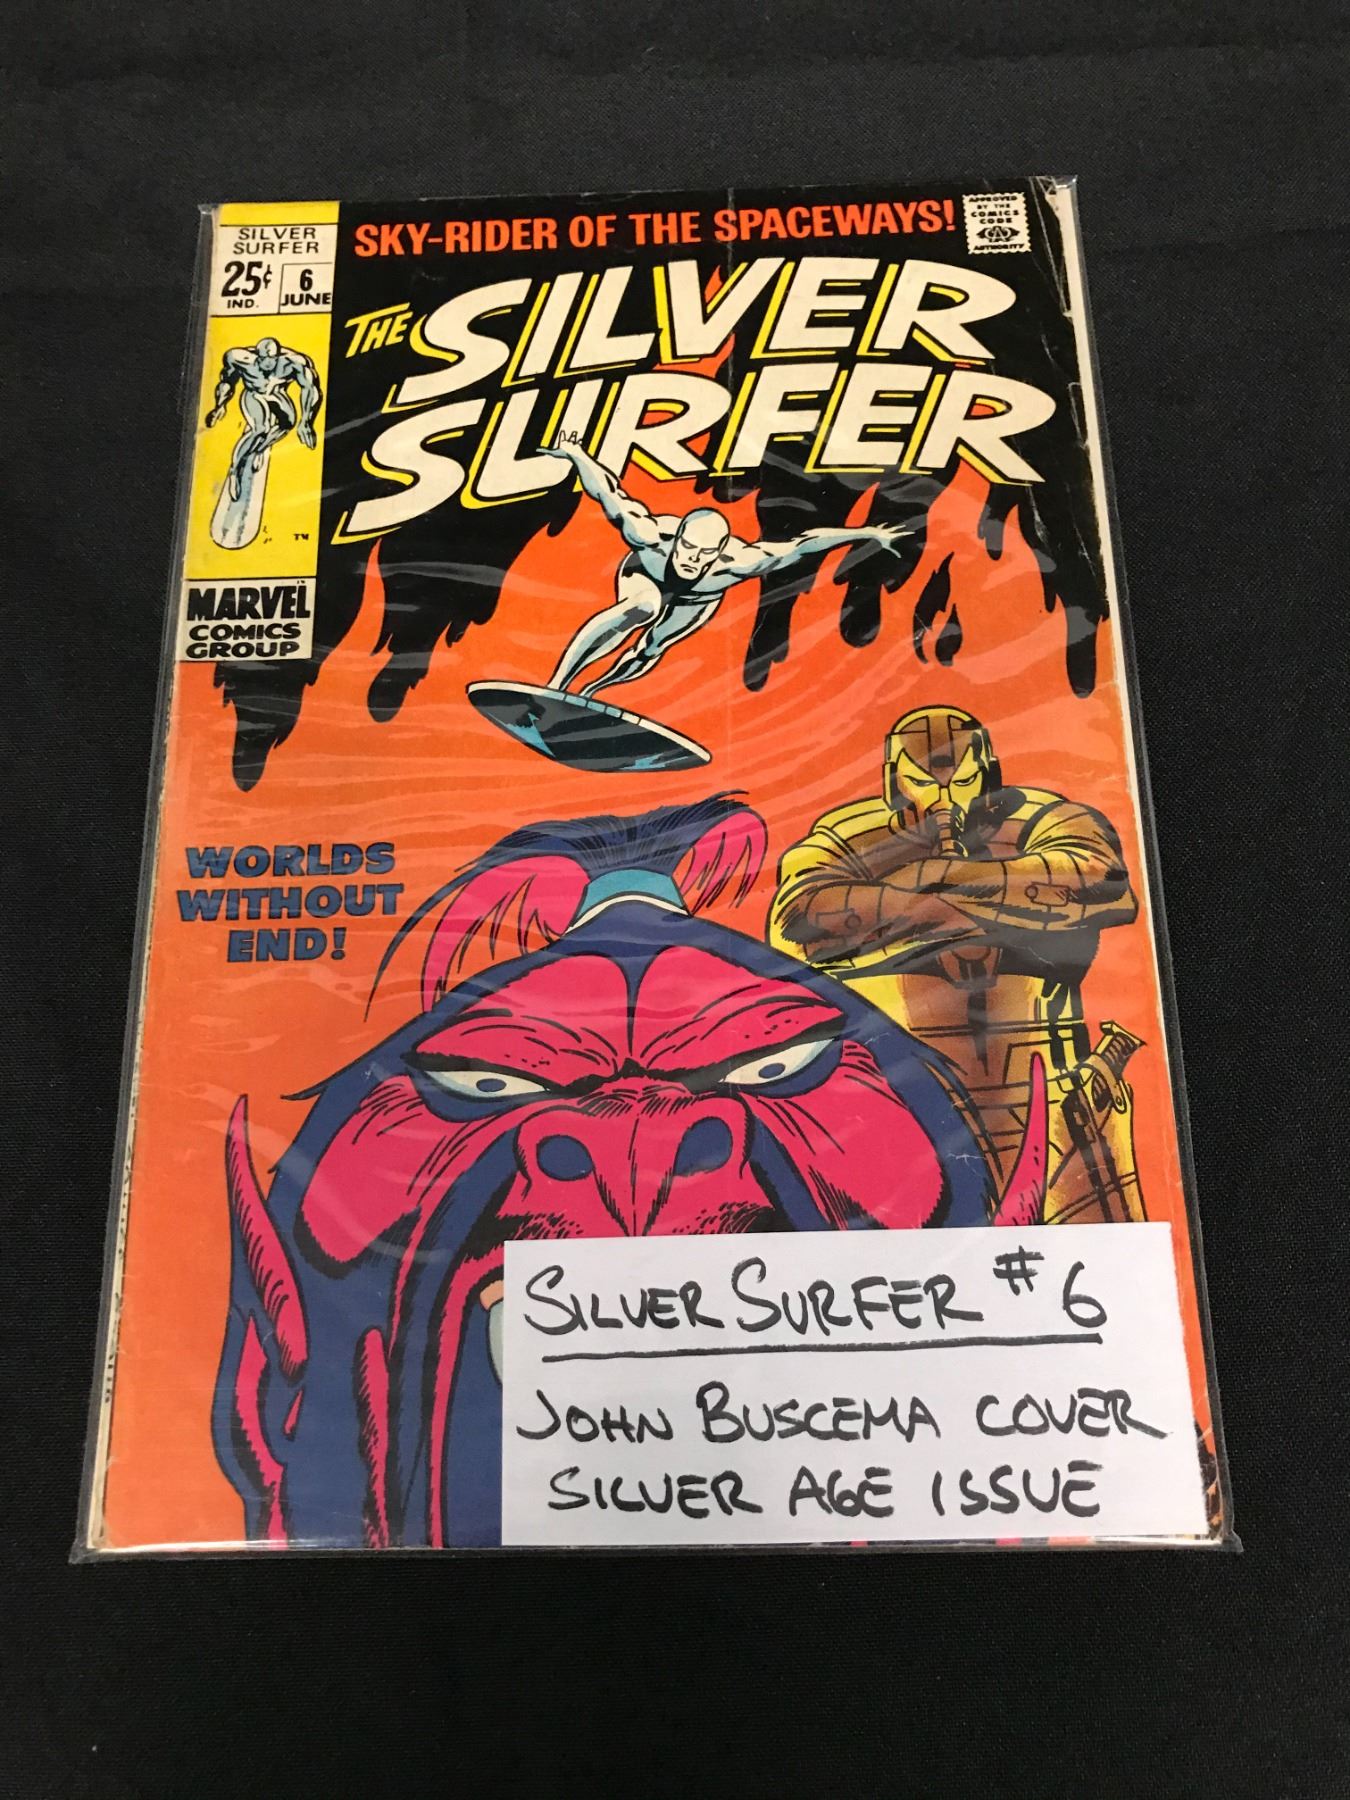 SILVER
SURFER
25¢
IND.
6
JUNE
SKY-RIDER OF THE SPACEWAYS!
APPROVED
BY THE
COMICS
CODE
CA
AUTHORITY
THE SILVER
SURFER
TM
MARVEL
COMICS
GROUP
WORLDS
WITHOUT
END!
SILVER SURFER #6
JOHN BUSCEMA COVER
SILVER AGE ISSUE